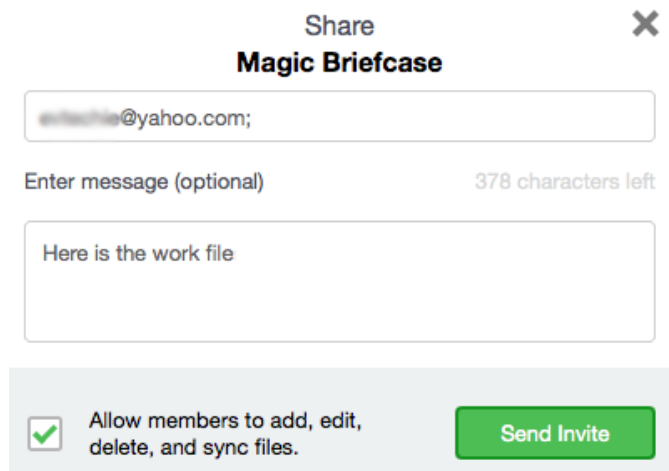 Share
Magic Briefcase
@yahoo.com;
Enter message (optional) 378 characters left
Here is the work file
Allow members to add, edit,
delete, and sync files.
Send Invite